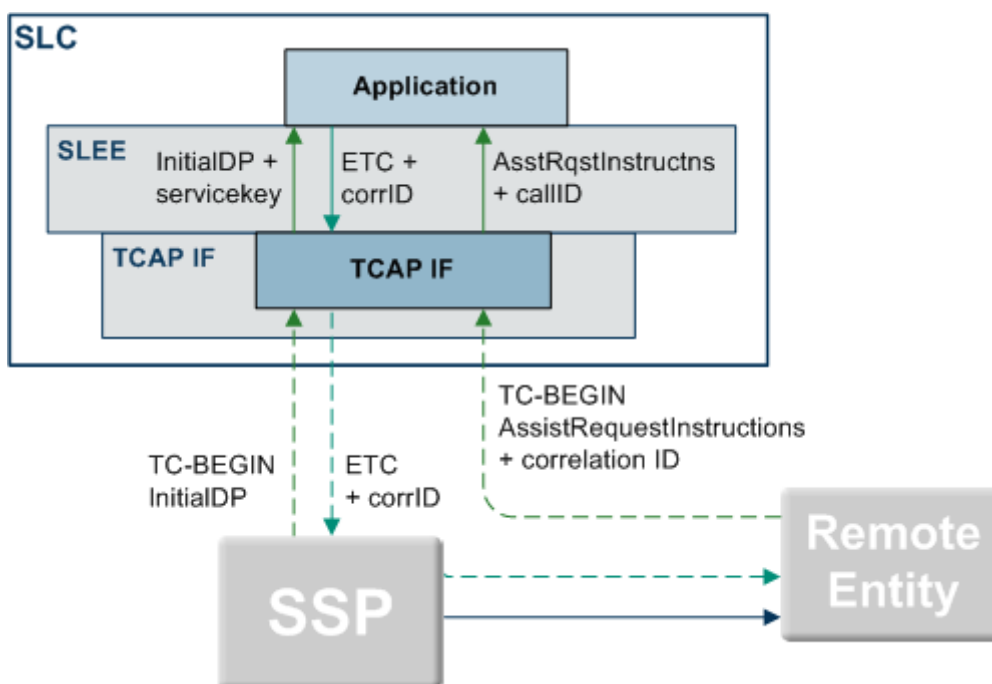 SLC
Application
SLEE
InitialDP +
servicekey
ETC +
corrID
AsstRqstInstructns
+ callID
TCAP IF
TCAP IF
TC-BEGIN
InitialDP
ETC
+ corrID
TC-BEGIN
AssistRequestInstructions
+ correlation ID
SSP
Remote
Entity